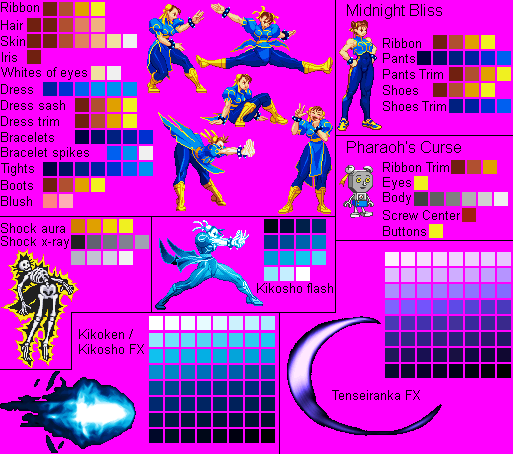 Ribbon
Hair
Skin
Iris
Whites of eyes
Dress
Dress sash
Dress trim
Bracelets
Bracelet spikes
Tights
Boots
Blush
Midnight Bliss
Ribbon
Pants
Pants Trim
Shoes
Shoes Trim
Pharaoh's Curse
Ribbon Trim
Eyes
Body
Screw Center
Buttons
Shock aura
Shock x-ray
Kikosho flash
Kikoken /
Kikosho FX
Tenseiranka FX